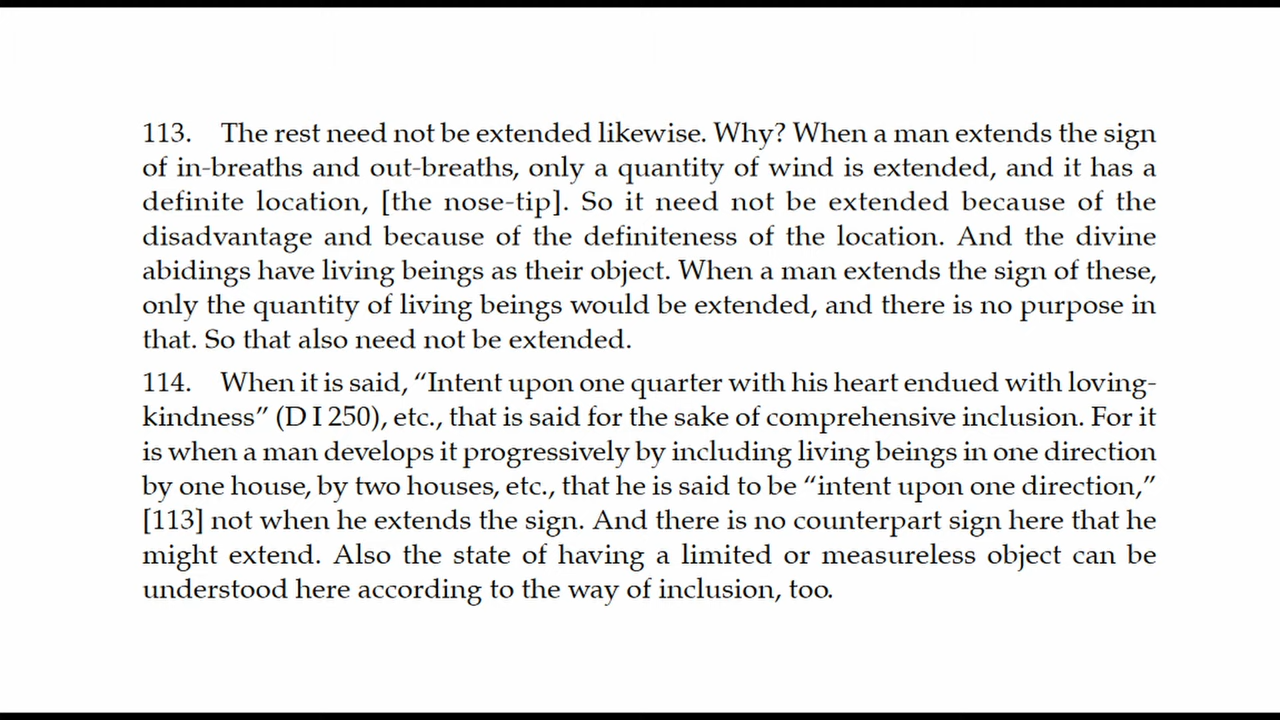 113. The rest need not be extended likewise. Why? When a man extends the sign
of in-breaths and out-breaths, only a quantity of wind is extended, and it has a
definite location, [the nose-tip]. So it need not be extended because of the
disadvantage and because of the definiteness of the location. And the divine
abidings have living beings as their object. When a man extends the sign of these,
only the quantity of living beings would be extended, and there is no purpose in
that. So that also need not be extended.
114. When it is said, “Intent upon one quarter with his heart endued with loving-
kindness” (D I 250), etc., that is said for the sake of comprehensive inclusion. For it
is when a man develops it progressively by including living beings in one direction
by one house, by two houses, etc., that he is said to be “intent upon one direction,”
[113] not when he extends the sign. And there is no counterpart sign here that he
might extend. Also the state of having a limited or measureless object can be
understood here according to the way of inclusion, too.